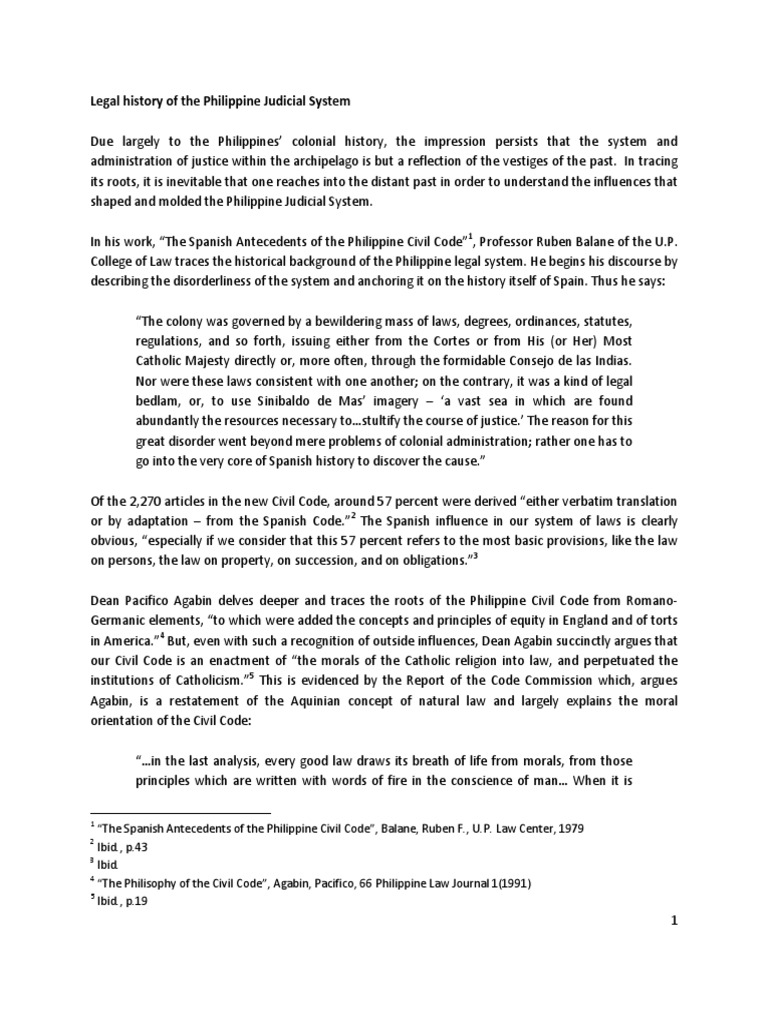 Legal history of the Philippine Judicial System
Due largely to the Philippines’ colonial history, the impression persists that the system and
administration of justice within the archipelago is but a reflection of the vestiges of the past. In tracing
its roots, it is inevitable that one reaches into the distant past in order to understand the influences that
shaped and molded the Philippine Judicial System.
In his work, “The Spanish Antecedents of the Philippine Civil Code”1, Professor Ruben Balane of the U.P.
College of Law traces the historical background of the Philippine legal system. He begins his discourse by
describing the disorderliness of the system and anchoring it on the history itself of Spain. Thus he says:
“The colony was governed by a bewildering mass of laws, degrees, ordinances, statutes,
regulations, and so forth, issuing either from the Cortes or from His (or Her) Most
Catholic Majesty directly or, more often, through the formidable Consejo de las Indias.
Nor were these laws consistent with one another; on the contrary, it was a kind of legal
bedlam, or, to use Sinibaldo de Mas’ imagery – ‘a vast sea in which are found
abundantly the resources necessary to…stultify the course of justice.’ The reason for this
great disorder went beyond mere problems of colonial administration; rather one has to
go into the very core of Spanish history to discover the cause.”
Of the 2,270 articles in the new Civil Code, around 57 percent were derived “either verbatim translation
or by adaptation – from the Spanish Code.”2 The Spanish influence in our system of laws is clearly
obvious, “especially if we consider that this 57 percent refers to the most basic provisions, like the law
on persons, the law on property, on succession, and on obligations.”3
Dean Pacifico Agabin delves deeper and traces the roots of the Philippine Civil Code from Romano-
Germanic elements, “to which were added the concepts and principles of equity in England and of torts
in America.”4 But, even with such a recognition of outside influences, Dean Agabin succinctly argues that
our Civil Code is an enactment of “the morals of the Catholic religion into law, and perpetuated the
institutions of Catholicism.”5 This is evidenced by the Report of the Code Commission which, argues
Agabin, is a restatement of the Aquinian concept of natural law and largely explains the moral
orientation of the Civil Code:
“…in the last analysis, every good law draws its breath of life from morals, from those
principles which are written with words of fire in the conscience of man… When it is
1 “The Spanish Antecedents of the Philippine Civil Code”, Balane, Ruben F., U.P. Law Center, 1979
2 Ibid., p.43
3 Ibid.
4 “The Philisophy of the Civil Code”, Agabin, Pacifico, 66 Philippine Law Journal 1(1991)
5 Ibid., p.19
1